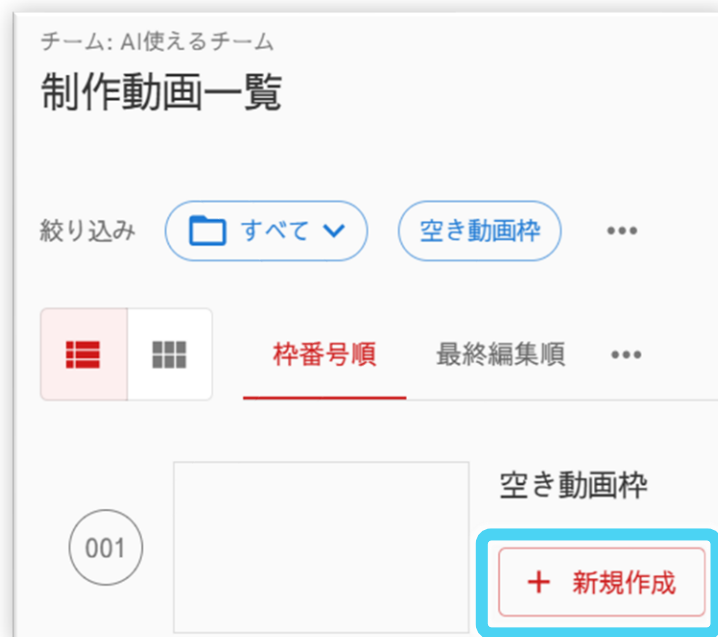 チーム: AI使えるチーム
制作動画一覧
絞り込み すべて 空き動画枠 •••
枠番号順 最終編集順 •••
空き動画枠
001
+ 新規作成